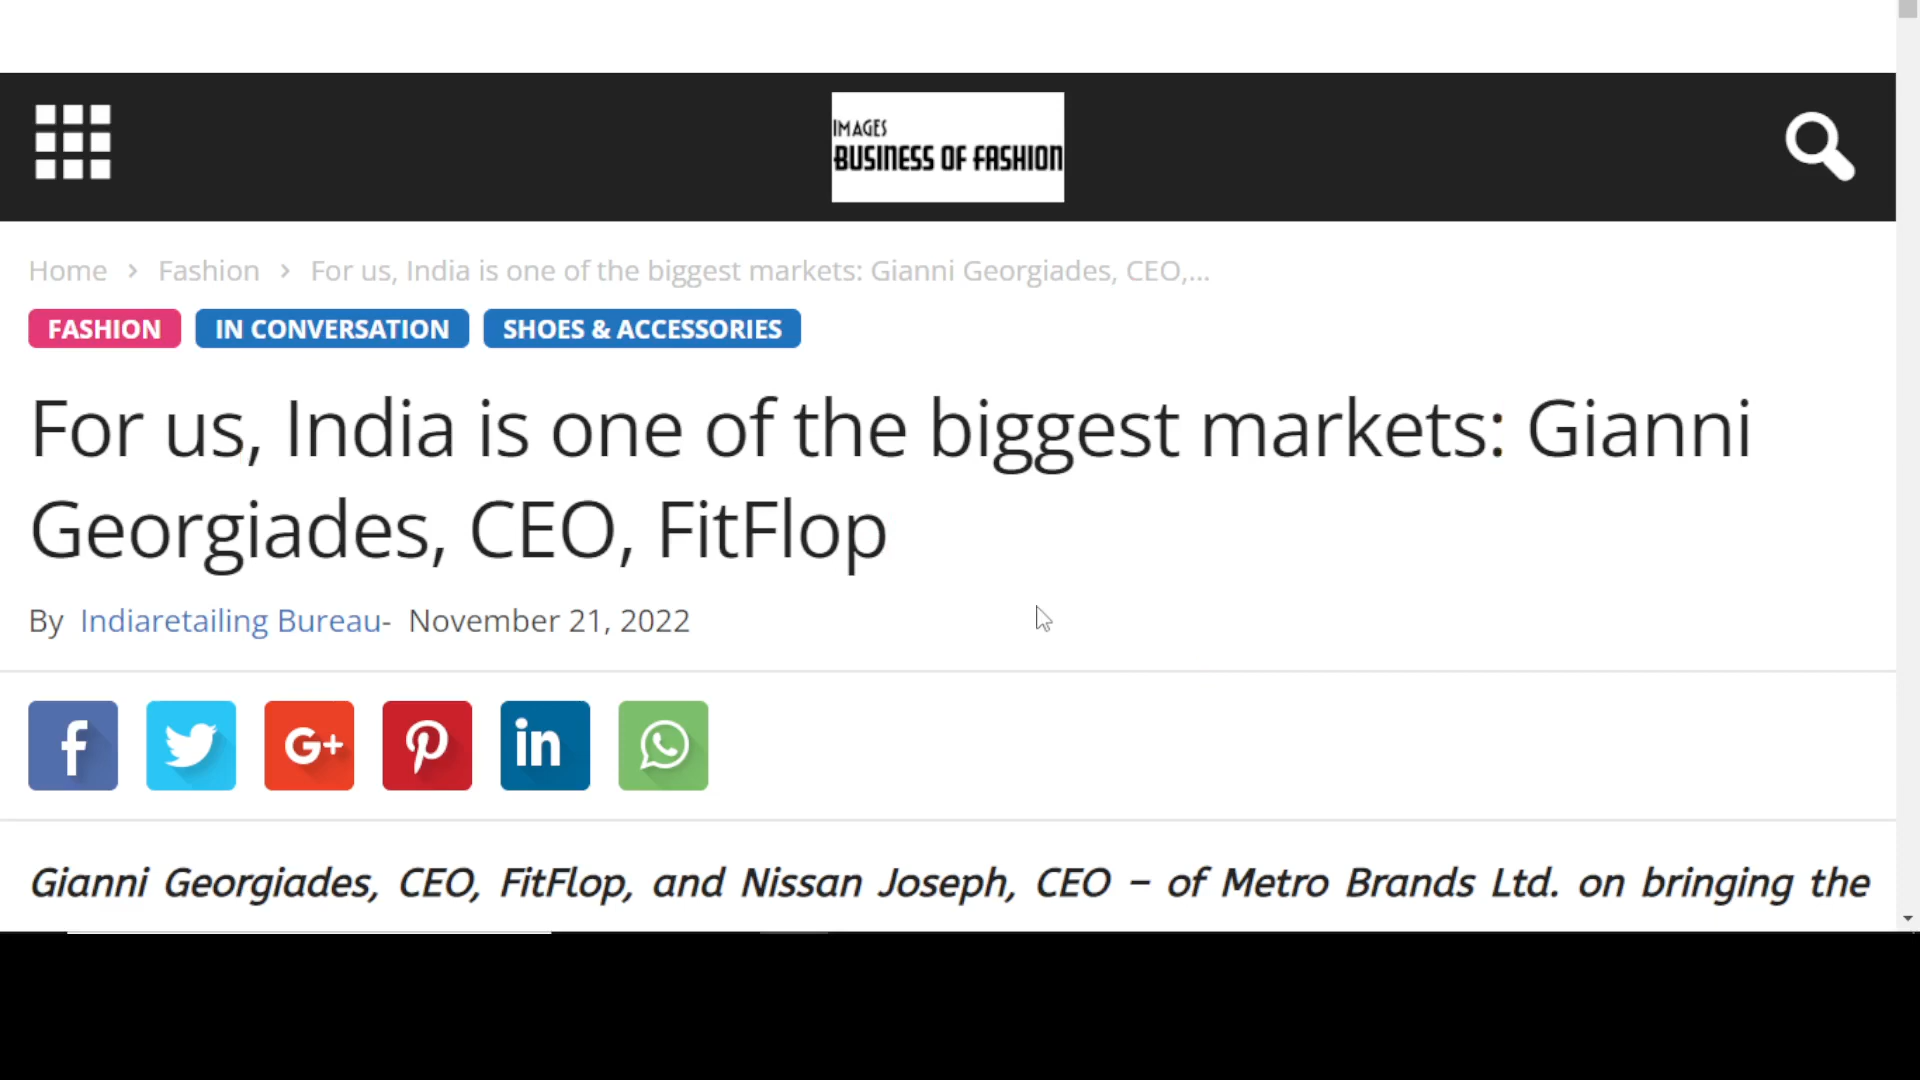 IMAGES
BUSINESS OF FASHION
Home > Fashion > For us, India is one of the biggest markets: Gianni Georgiades, CEO,...
FASHION IN CONVERSATION SHOES & ACCESSORIES
For us, India is one of the biggest markets: Gianni
Georgiades, CEO, FitFlop
By Indiaretailing Bureau- November 21, 2022
f G+ in
Gianni Georgiades, CEO, FitFlop, and Nissan Joseph, CEO – of Metro Brands Ltd. on bringing the